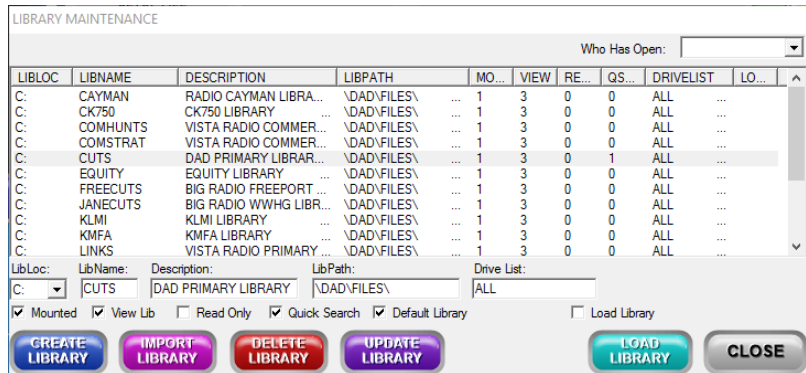 LIBRARY MAINTENANCE
Who Has Open:
LIBLOC LIBNAME DESCRIPTION LIBPATH MO... VIEW RE... QS... DRIVELIST LO...
C: CAYMAN RADIO CAYMAN LIBRA... \DAD\FILES\ ... 1 3 0 0 ALL ...
C: CK750 CK750 LIBRARY ... \DAD\FILES\ ... 1 3 0 0 ALL ...
C: COMHUNTS VISTA RADIO COMMER... \DAD\FILES\ ... 1 3 0 0 ALL ...
C: COMSTRAT VISTA RADIO COMMER... \DAD\FILES\ ... 1 3 0 0 ALL ...
C: CUTS DAD PRIMARY LIBRAR... \DAD\FILES\ ... 1 3 0 1 ALL ...
C: EQUITY EQUITY LIBRARY ... \DAD\FILES\ ... 1 3 0 0 ALL ...
C: FREECUTS BIG RADIO FREEPORT ... \DAD\FILES\ ... 1 3 0 0 ALL ...
C: JANECUTS BIG RADIO WWHG LIBR... \DAD\FILES\ ... 1 3 0 0 ALL ...
C: KLMI KLMI LIBRARY ... \DAD\FILES\ ... 1 3 0 0 ALL ...
C: KMFA KMFA LIBRARY ... \DAD\FILES\ ... 1 3 0 0 ALL ...
C: LINKS VISTA RADIO PRIMARY ... \DAD\FILES\ ... 1 3 0 0 ALL ...
LibLoc: LibName: Description: LibPath: Drive List:
C: CUTS DAD PRIMARY LIBRARY \DAD\FILES\ ALL
Mounted View Lib Read Only Quick Search Default Library Load Library
CREATE LIBRARY IMPORT LIBRARY DELETE LIBRARY UPDATE LIBRARY LOAD LIBRARY CLOSE